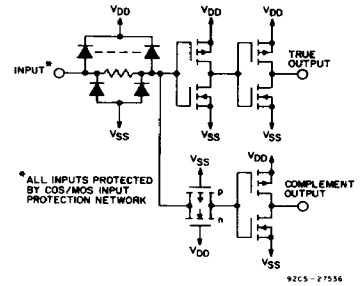 VDD
VDD
VDD
INPUT*
TRUE
OUTPUT
VSS
VSS
VSS
*ALL INPUTS PROTECTED
BY COS/MOS INPUT
PROTECTION NETWORK
VSS
p
n
VDD
VDD
COMPLEMENT
OUTPUT
VSS
92CS-27536